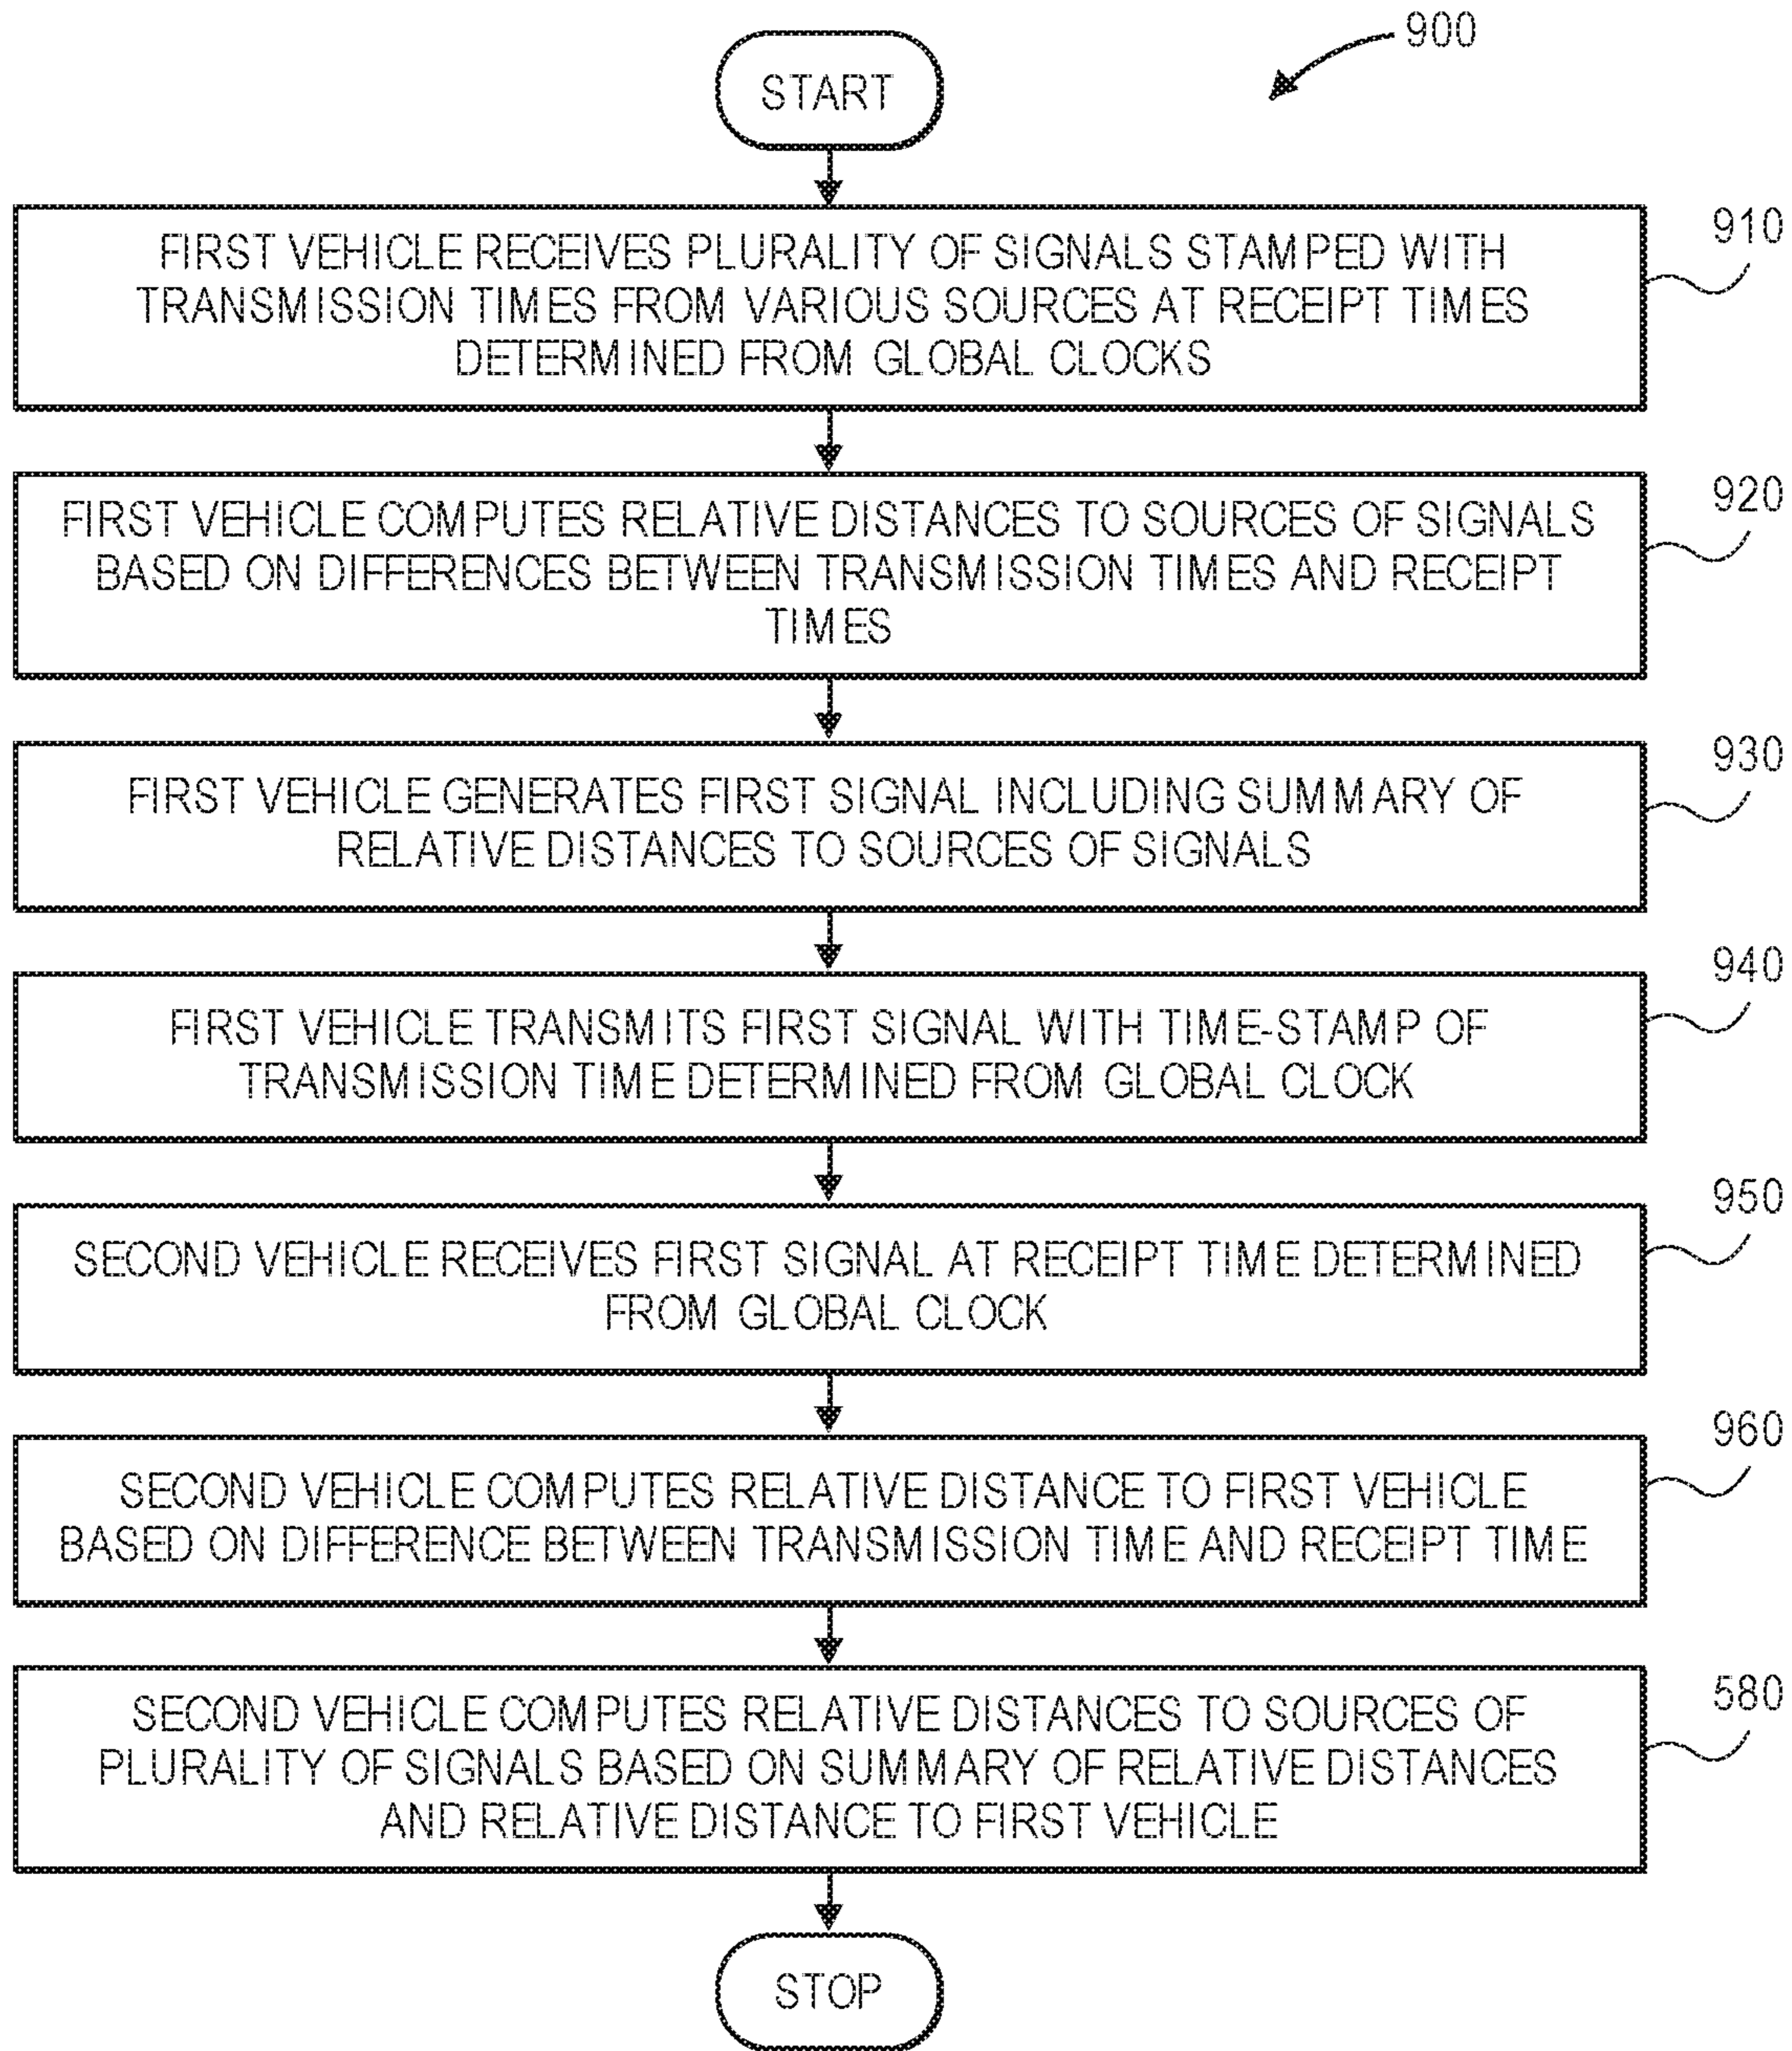 900
START
910
FIRST VEHICLE RECEIVES PLURALITY OF SIGNALS STAMPED WITH
TRANSMISSION TIMES FROM VARIOUS SOURCES AT RECEIPT TIMES
DETERMINED FROM GLOBAL CLOCKS
920
FIRST VEHICLE COMPUTES RELATIVE DISTANCES TO SOURCES OF SIGNALS
BASED ON DIFFERENCES BETWEEN TRANSMISSION TIMES AND RECEIPT
TIMES
930
FIRST VEHICLE GENERATES FIRST SIGNAL INCLUDING SUMMARY OF
RELATIVE DISTANCES TO SOURCES OF SIGNALS
940
FIRST VEHICLE TRANSMITS FIRST SIGNAL WITH TIME-STAMP OF
TRANSMISSION TIME DETERMINED FROM GLOBAL CLOCK
950
SECOND VEHICLE RECEIVES FIRST SIGNAL AT RECEIPT TIME DETERMINED
FROM GLOBAL CLOCK
960
SECOND VEHICLE COMPUTES RELATIVE DISTANCE TO FIRST VEHICLE
BASED ON DIFFERENCE BETWEEN TRANSMISSION TIME AND RECEIPT TIME
580
SECOND VEHICLE COMPUTES RELATIVE DISTANCES TO SOURCES OF
PLURALITY OF SIGNALS BASED ON SUMMARY OF RELATIVE DISTANCES
AND RELATIVE DISTANCE TO FIRST VEHICLE
STOP